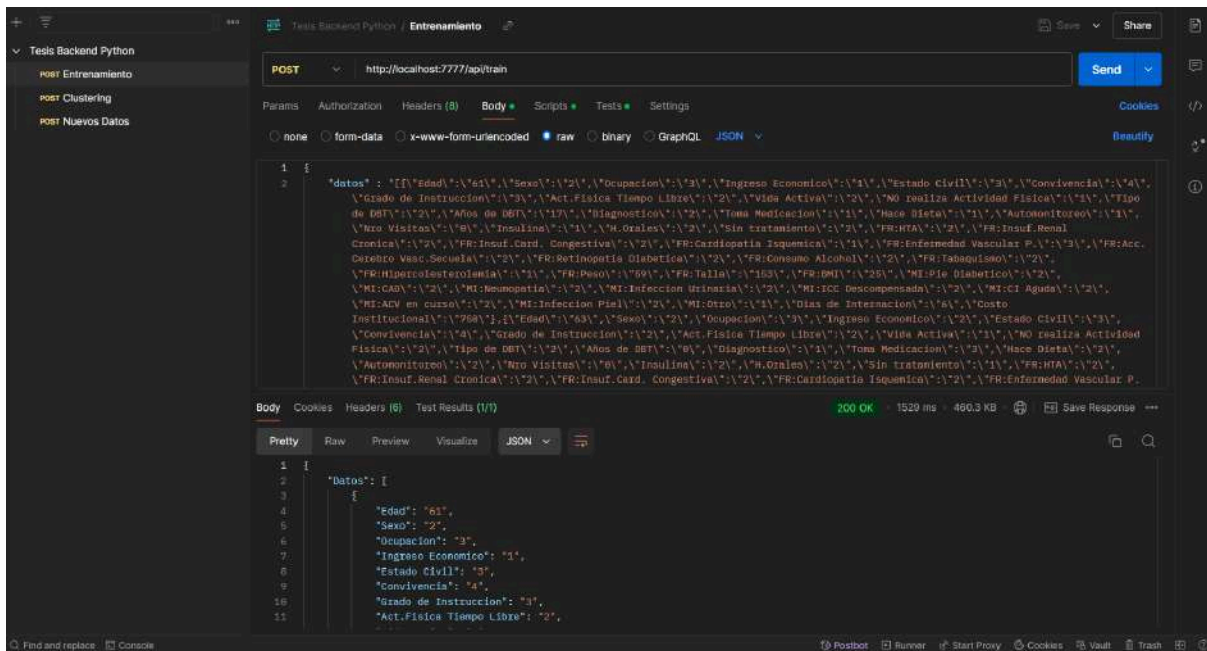 Tesis Backend Python / Entrenamiento
Save
Share
Tesis Backend Python
POST Entrenamiento
POST Clustering
POST Nuevos Datos
POST http://localhost:7777/api/train
Send
Params Authorization Headers (8) Body Scripts Tests Settings
Cookies
none form-data x-www-form-urlencoded raw binary GraphQL JSON
Beautify
1 {
2 "datos" : "[{\"Edad\":\"61\",\"Sexo\":\"2\",\"Ocupacion\":\"3\",\"Ingreso Economico\":\"1\",\"Estado Civil\":\"3\",\"Convivencia\":\"4\",
\"Grado de Instruccion\":\"3\",\"Act.Fisica Tiempo Libre\":\"2\",\"Vida Activa\":\"2\",\"NO realiza Actividad Fisica\":\"1\",\"Tipo
de DBT\":\"2\",\"Años de DBT\":\"17\",\"Diagnostico\":\"2\",\"Toma Medicacion\":\"1\",\"Hace Dieta\":\"1\",\"Automonitoreo\":\"1\",
\"Nro Visitas\":\"0\",\"Insulina\":\"1\",\"H.Orales\":\"2\",\"Sin tratamiento\":\"2\",\"FR:HTA\":\"2\",\"FR:Insuf.Renal
Cronica\":\"2\",\"FR:Insuf.Card. Congestiva\":\"2\",\"FR:Cardiopatia Isquemica\":\"1\",\"FR:Enfermedad Vascular P.\":\"3\",\"FR:Acc.
Cerebro Vasc.Secuela\":\"2\",\"FR:Retinopatia Diabetica\":\"2\",\"FR:Consumo Alcohol\":\"2\",\"FR:Tabaquismo\":\"2\",
\"FR:Hipercolesterolemia\":\"1\",\"FR:Peso\":\"59\",\"FR:Talla\":\"153\",\"FR:BMI\":\"25\",\"MI:Pie Diabetico\":\"2\",
\"MI:CAD\":\"2\",\"MI:Neumopatia\":\"2\",\"MI:Infeccion Urinaria\":\"2\",\"MI:ICC Descompensada\":\"2\",\"MI:CI Aguda\":\"2\",
\"MI:ACV en curso\":\"2\",\"MI:Infeccion Piel\":\"2\",\"MI:Otro\":\"1\",\"Dias de Internacion\":\"6\",\"Costo
Institucional\":\"750\"},{\"Edad\":\"63\",\"Sexo\":\"2\",\"Ocupacion\":\"3\",\"Ingreso Economico\":\"2\",\"Estado Civil\":\"3\",
\"Convivencia\":\"4\",\"Grado de Instruccion\":\"2\",\"Act.Fisica Tiempo Libre\":\"2\",\"Vida Activa\":\"1\",\"NO realiza Actividad
Fisica\":\"2\",\"Tipo de DBT\":\"2\",\"Años de DBT\":\"0\",\"Diagnostico\":\"1\",\"Toma Medicacion\":\"3\",\"Hace Dieta\":\"2\",
\"Automonitoreo\":\"2\",\"Nro Visitas\":\"0\",\"Insulina\":\"2\",\"H.Orales\":\"2\",\"Sin tratamiento\":\"1\",\"FR:HTA\":\"2\",
\"FR:Insuf.Renal Cronica\":\"2\",\"FR:Insuf.Card. Congestiva\":\"2\",\"FR:Cardiopatia Isquemica\":\"2\",\"FR:Enfermedad Vascular P.
Body Cookies Headers (6) Test Results (1/1)
200 OK 1529 ms 460.3 KB Save Response
Pretty Raw Preview Visualize JSON
1 {
2 "Datos": [
3 {
4 "Edad": "61",
5 "Sexo": "2",
6 "Ocupacion": "3",
7 "Ingreso Economico": "1",
8 "Estado Civil": "3",
9 "Convivencia": "4",
10 "Grado de Instruccion": "3",
11 "Act.Fisica Tiempo Libre": "2",
Find and replace Console
Postbot Runner Start Proxy Cookies Vault Trash